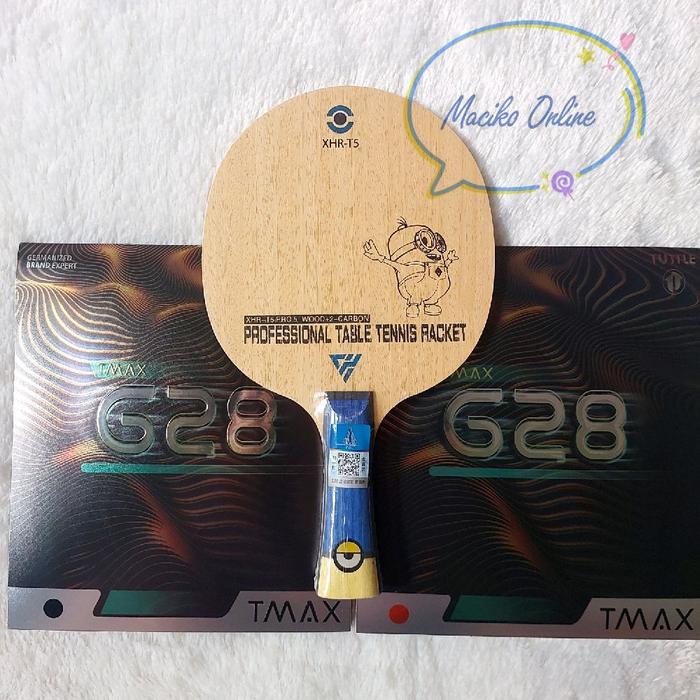 Maciko Online
XHR-T5
GERMANIZED
BRAND EXPERT
TUTTLE
XHR-T5-PRO 5 WOOD+2-CARBON
PROFESSIONAL TABLE TENNIS RACKET
TMAX
G28
MAX
G28
TMAX
TMAX